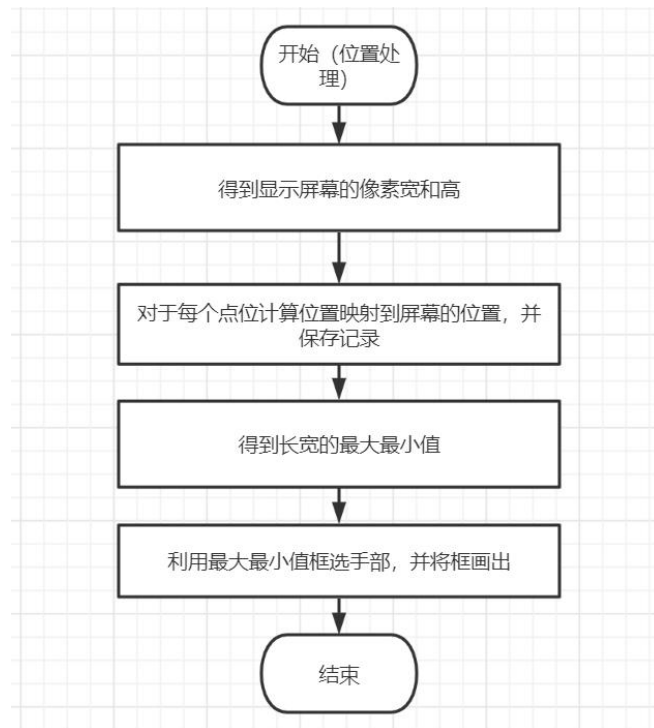 开始（位置处
理）
得到显示屏幕的像素宽和高
对于每个点位计算位置映射到屏幕的位置，并
保存记录
得到长宽的最大最小值
利用最大最小值框选手部，并将框画出
结束